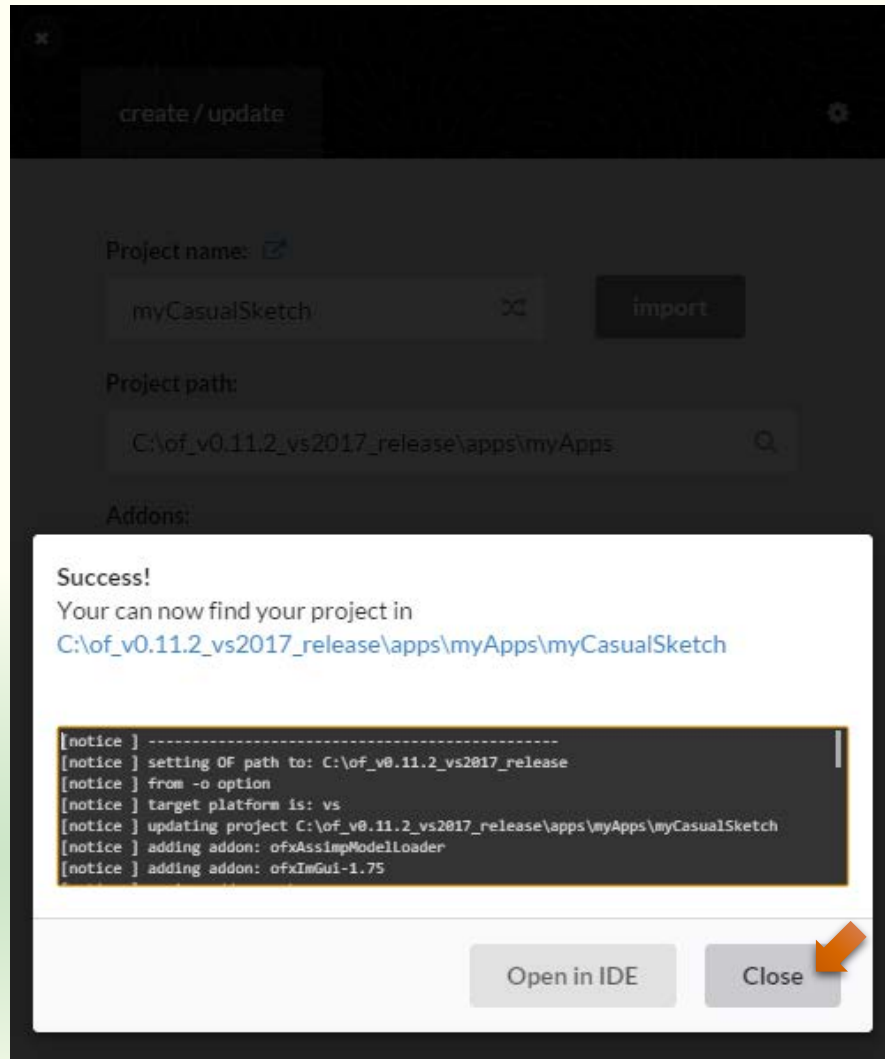 create / update
Project name:
myCasualSketch
import
Project path:
C:\of_v0.11.2_vs2017_release\apps\myApps
Addons:
Success!
Your can now find your project in
C:\of_v0.11.2_vs2017_release\apps\myApps\myCasualSketch
[notice ] -----------------------------------------------
[notice ] setting OF path to: C:\of_v0.11.2_vs2017_release
[notice ] from -o option
[notice ] target platform is: vs
[notice ] updating project C:\of_v0.11.2_vs2017_release\apps\myApps\myCasualSketch
[notice ] adding addon: ofxAssimpModelLoader
[notice ] adding addon: ofxImGui-1.75
Open in IDE
Close